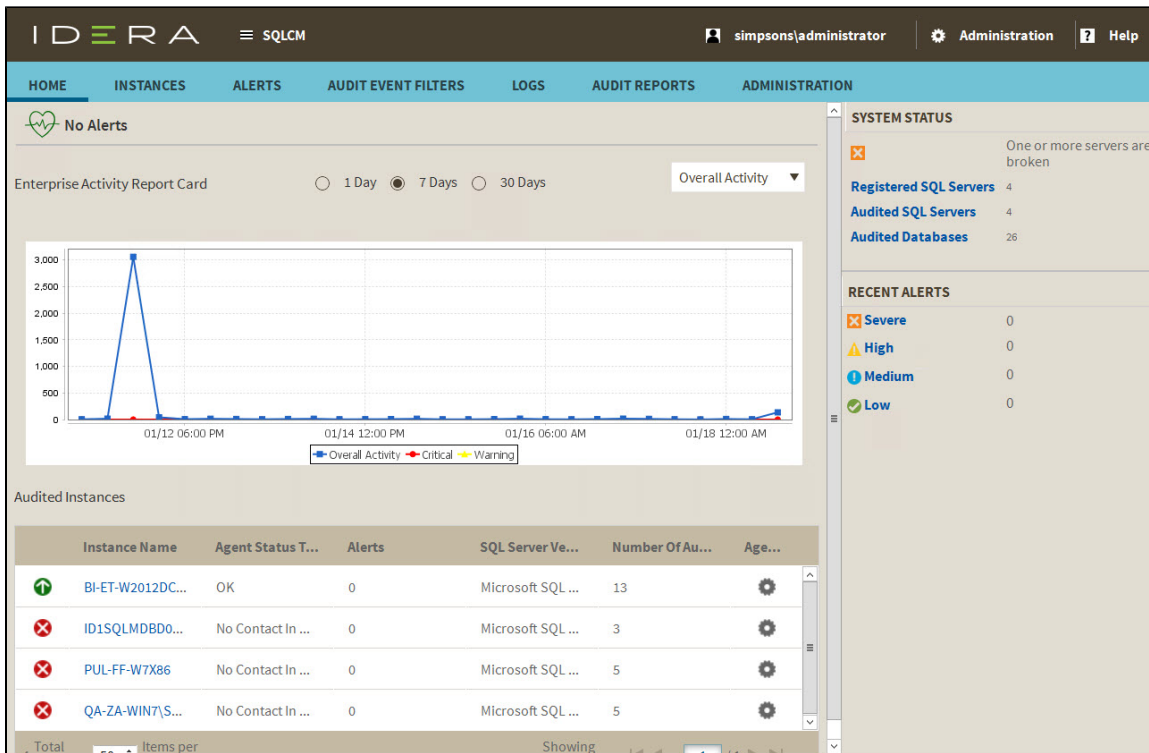 IDERA
SQLCM
simpsons\administrator
Administration
? Help
HOME INSTANCES ALERTS AUDIT EVENT FILTERS LOGS AUDIT REPORTS ADMINISTRATION
No Alerts
Enterprise Activity Report Card
1 Day 7 Days 30 Days
Overall Activity
3,000
2,500
2,000
1,500
1,000
500
0
01/12 06:00 PM 01/14 12:00 PM 01/16 06:00 AM 01/18 12:00 AM
Overall Activity Critical Warning
Audited Instances
Instance Name Agent Status T... Alerts SQL Server Ve... Number Of Au... Age...
BI-ET-W2012DC... OK 0 Microsoft SQL ... 13
ID1SQLMDBD0... No Contact In ... 0 Microsoft SQL ... 3
PUL-FF-W7X86 No Contact In ... 0 Microsoft SQL ... 5
QA-ZA-WIN7\S... No Contact In ... 0 Microsoft SQL ... 5
Total Items per Showing
SYSTEM STATUS
One or more servers are
broken
Registered SQL Servers 4
Audited SQL Servers 4
Audited Databases 26
RECENT ALERTS
Severe 0
High 0
Medium 0
Low 0